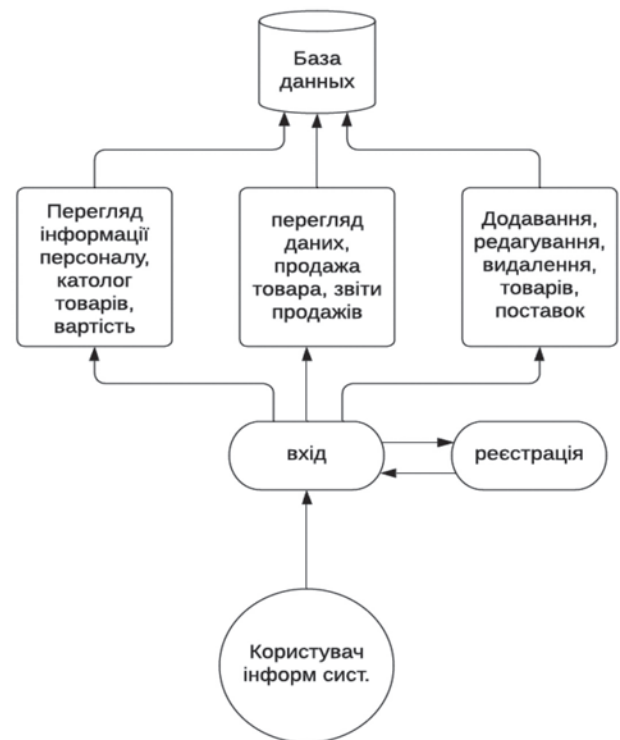 База
данных
Перегляд
інформації
персоналу,
католог
товарів,
вартість
перегляд
даних,
продажа
товара, звіти
продажів
Додавання,
редагування,
видалення,
товарів,
поставок
вхід
реєстрація
Користувач
інформ сист.